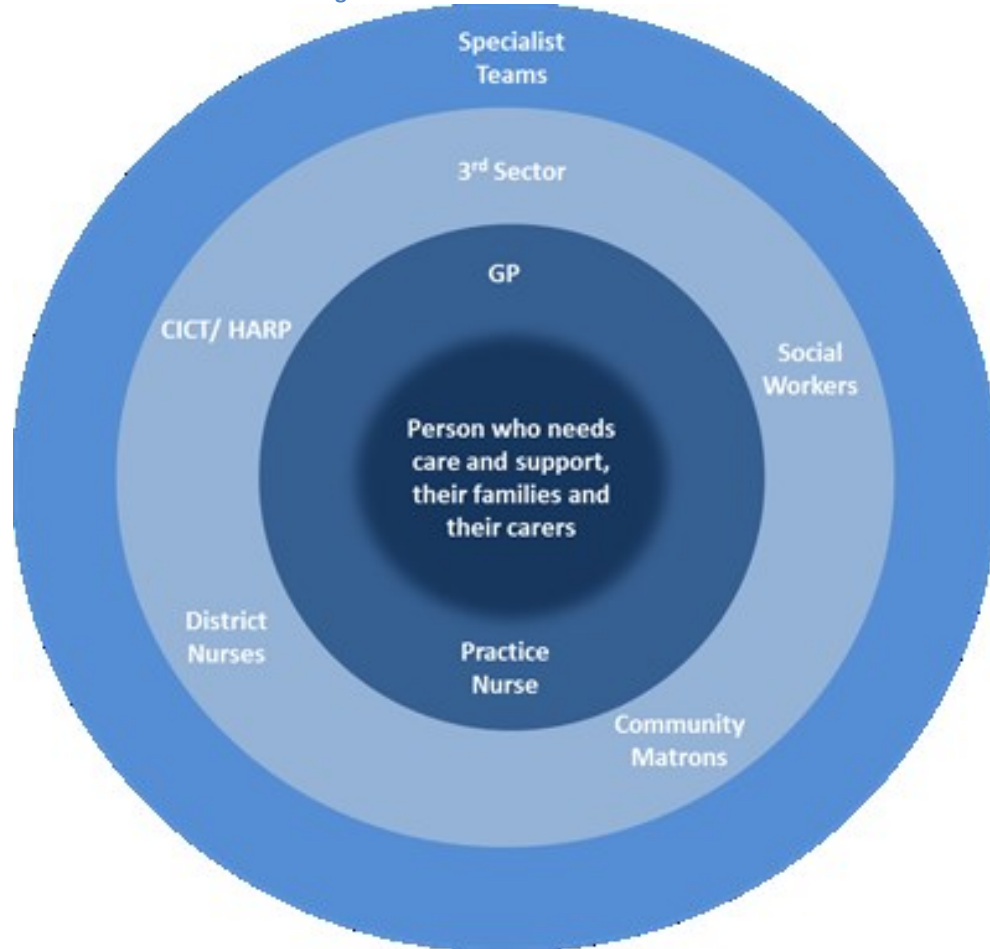 Specialist
Teams
3rd Sector
GP
CICT/ HARP
Social
Workers
Person who needs
care and support,
their families and
their carers
District
Nurses
Practice
Nurse
Community
Matrons